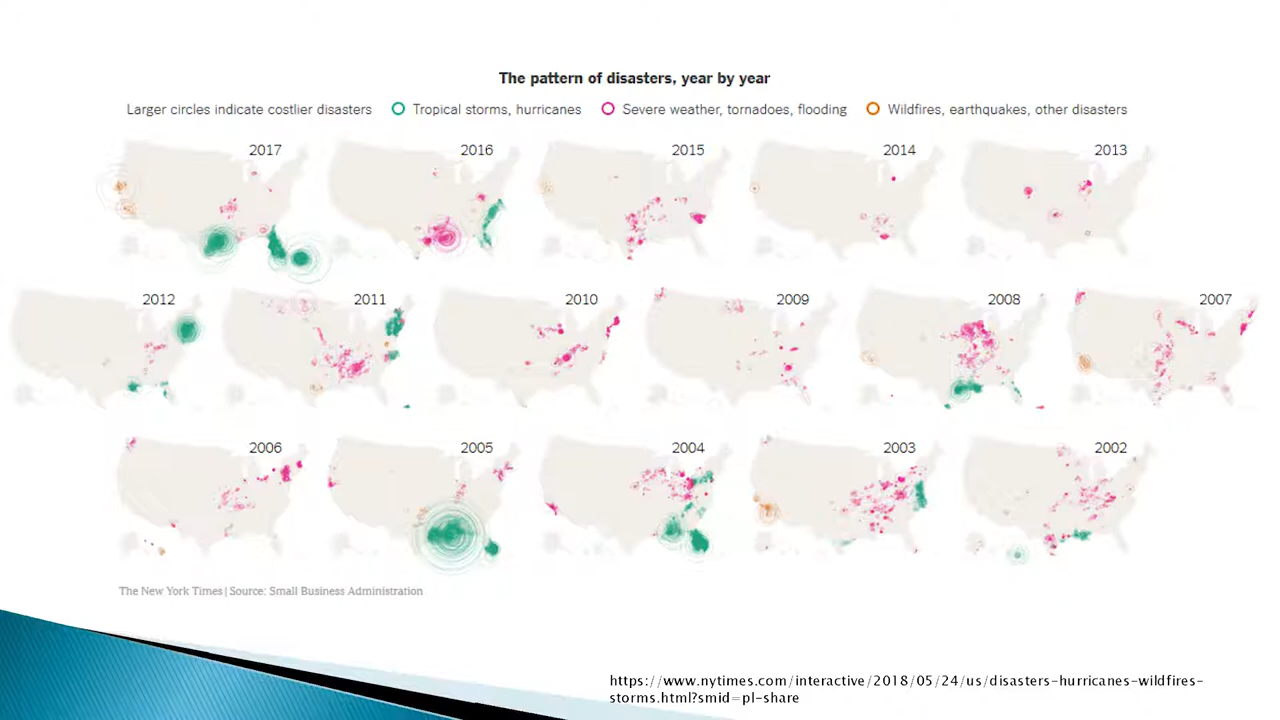 The pattern of disasters, year by year
Larger circles indicate costlier disasters Tropical storms, hurricanes Severe weather, tornadoes, flooding Wildfires, earthquakes, other disasters
2017 2016 2015 2014 2013
2012 2011 2010 2009 2008 2007
2006 2005 2004 2003 2002
The New York Times | Source: Small Business Administration
https://www.nytimes.com/interactive/2018/05/24/us/disasters-hurricanes-wildfires-
storms.html?smid=pl-share